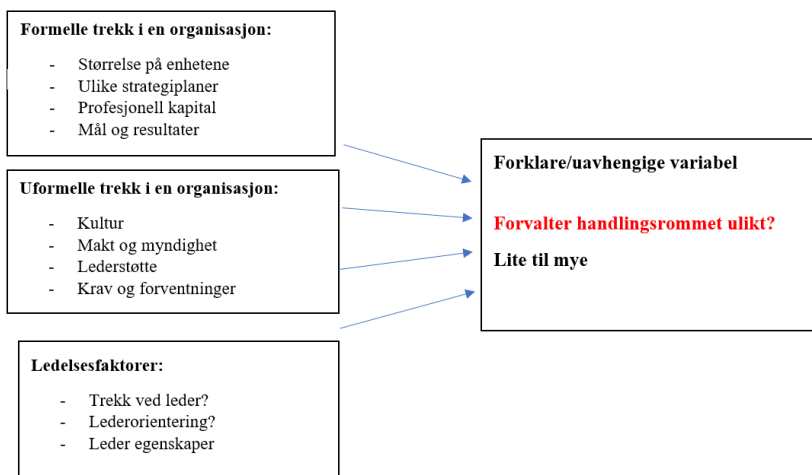 Formelle trekk i en organisasjon:
- Størrelse på enhetene
- Ulike strategiplaner
- Profesjonell kapital
- Mål og resultater
Uformelle trekk i en organisasjon:
- Kultur
- Makt og myndighet
- Lederstøtte
- Krav og forventninger
Ledelsesfaktorer:
- Trekk ved leder?
- Lederorientering?
- Leder egenskaper
Forklare/uavhengige variabel
Forvalter handlingsrommet ulikt?
Lite til mye